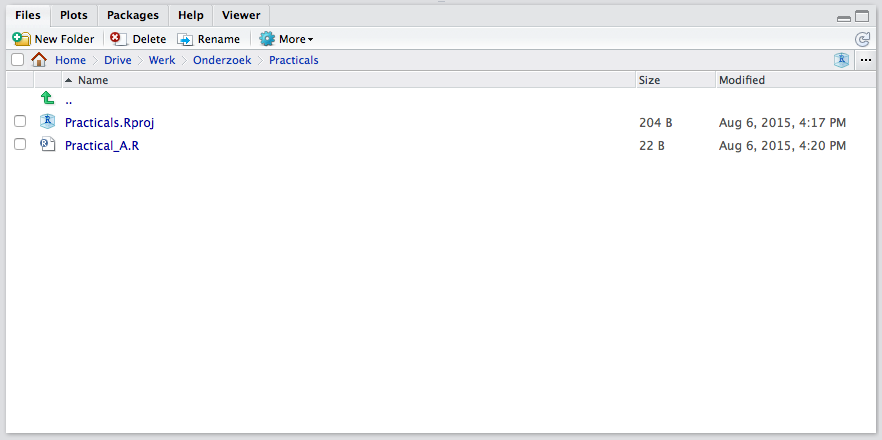 Files Plots Packages Help Viewer
New Folder Delete Rename More
Home Drive Werk Onderzoek Practicals ...
Name Size Modified
..
Practicals.Rproj 204 B Aug 6, 2015, 4:17 PM
Practical_A.R 22 B Aug 6, 2015, 4:20 PM